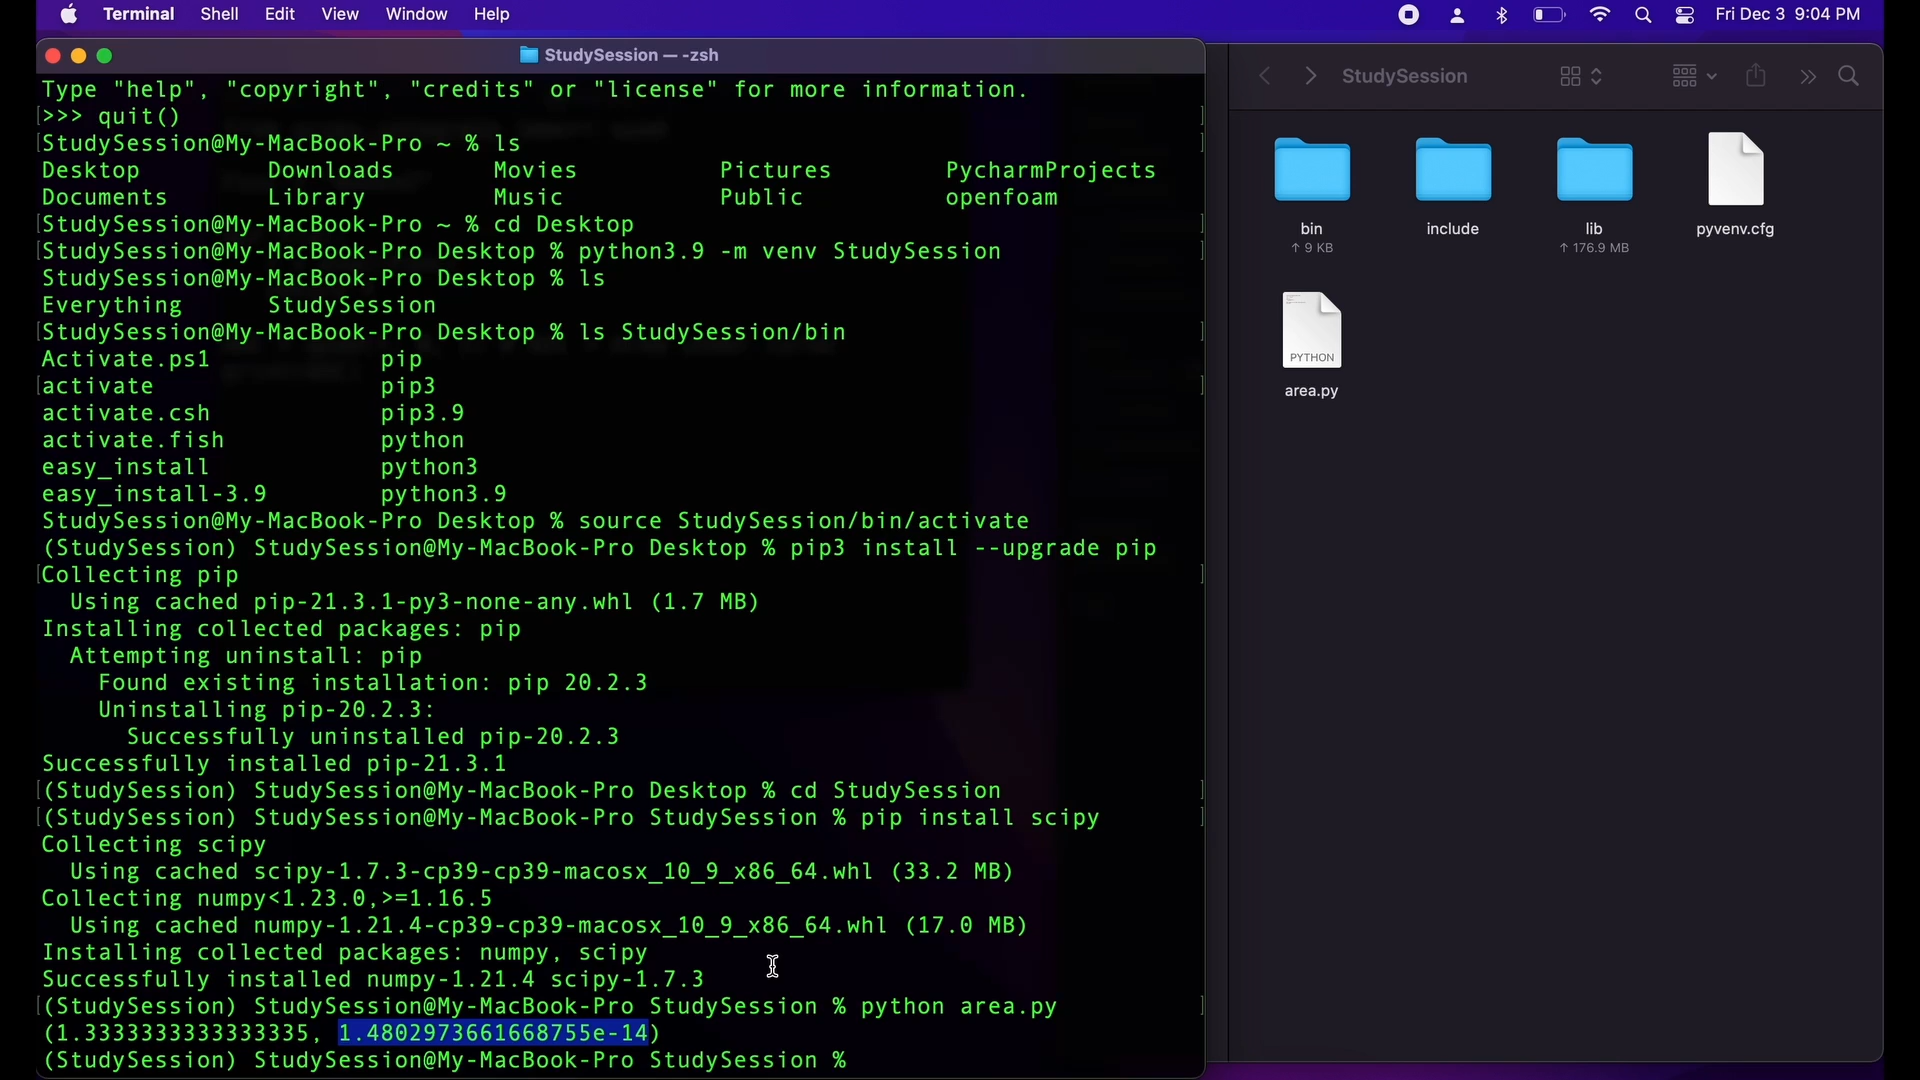 Terminal Shell Edit View Window Help Fri Dec 3 9:04 PM
StudySession — -zsh
Type "help", "copyright", "credits" or "license" for more information.
>>> quit()
StudySession@My-MacBook-Pro ~ % ls
Desktop Downloads Movies Pictures PycharmProjects
Documents Library Music Public openfoam
StudySession@My-MacBook-Pro ~ % cd Desktop
StudySession@My-MacBook-Pro Desktop % python3.9 -m venv StudySession
StudySession@My-MacBook-Pro Desktop % ls
Everything StudySession
StudySession@My-MacBook-Pro Desktop % ls StudySession/bin
Activate.ps1 pip
activate pip3
activate.csh pip3.9
activate.fish python
easy_install python3
easy_install-3.9 python3.9
StudySession@My-MacBook-Pro Desktop % source StudySession/bin/activate
(StudySession) StudySession@My-MacBook-Pro Desktop % pip3 install --upgrade pip
Collecting pip
Using cached pip-21.3.1-py3-none-any.whl (1.7 MB)
Installing collected packages: pip
Attempting uninstall: pip
Found existing installation: pip 20.2.3
Uninstalling pip-20.2.3:
Successfully uninstalled pip-20.2.3
Successfully installed pip-21.3.1
(StudySession) StudySession@My-MacBook-Pro Desktop % cd StudySession
(StudySession) StudySession@My-MacBook-Pro StudySession % pip install scipy
Collecting scipy
Using cached scipy-1.7.3-cp39-cp39-macosx_10_9_x86_64.whl (33.2 MB)
Collecting numpy<1.23.0,>=1.16.5
Using cached numpy-1.21.4-cp39-cp39-macosx_10_9_x86_64.whl (17.0 MB)
Installing collected packages: numpy, scipy
Successfully installed numpy-1.21.4 scipy-1.7.3
(StudySession) StudySession@My-MacBook-Pro StudySession % python area.py
(1.3333333333333335, 1.4802973661668755e-14)
(StudySession) StudySession@My-MacBook-Pro StudySession %
StudySession
bin include lib pyvenv.cfg
↑ 9 KB ↑ 176.9 MB
PYTHON
area.py